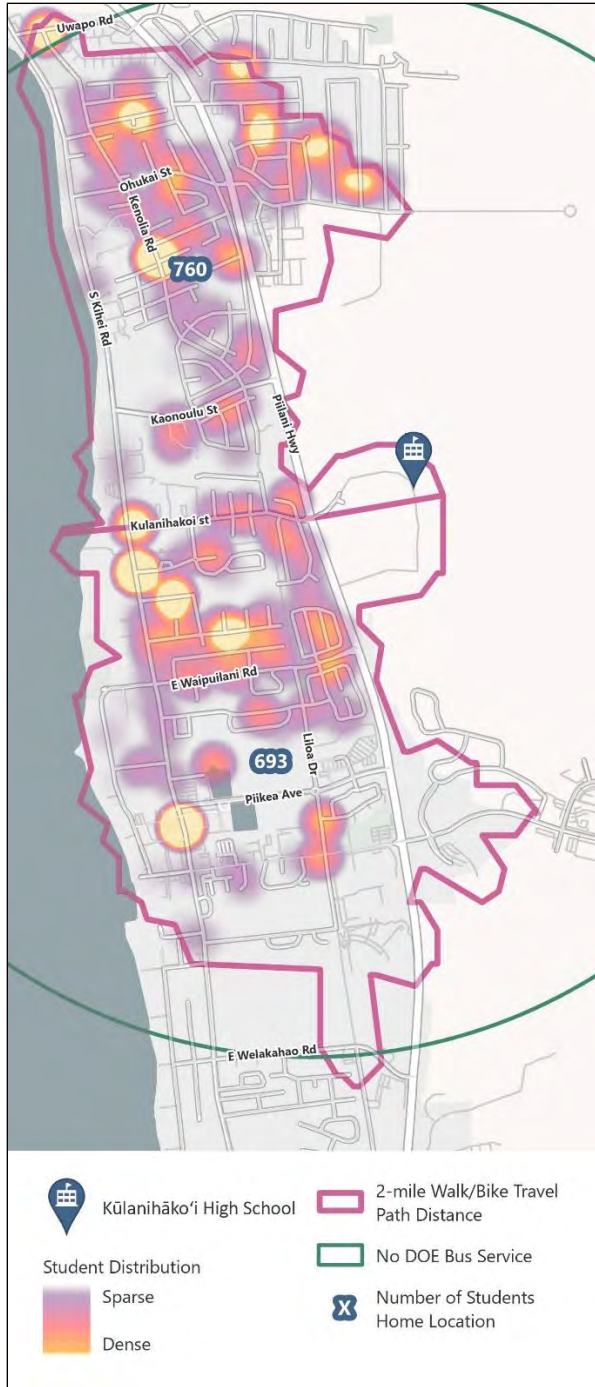 Uwapo Rd
Ohukai St
Kenolia Rd
760
S Kihei Rd
Kaonoulu St
Piilani Hwy
Kulanihakoi st
E Waipuilani Rd
693
Liloa Dr
Piikea Ave
E Welakahao Rd
Kūlanihākoʻi High School
2-mile Walk/Bike Travel
Path Distance
Student Distribution
No DOE Bus Service
Sparse
Dense
X
Number of Students
Home Location